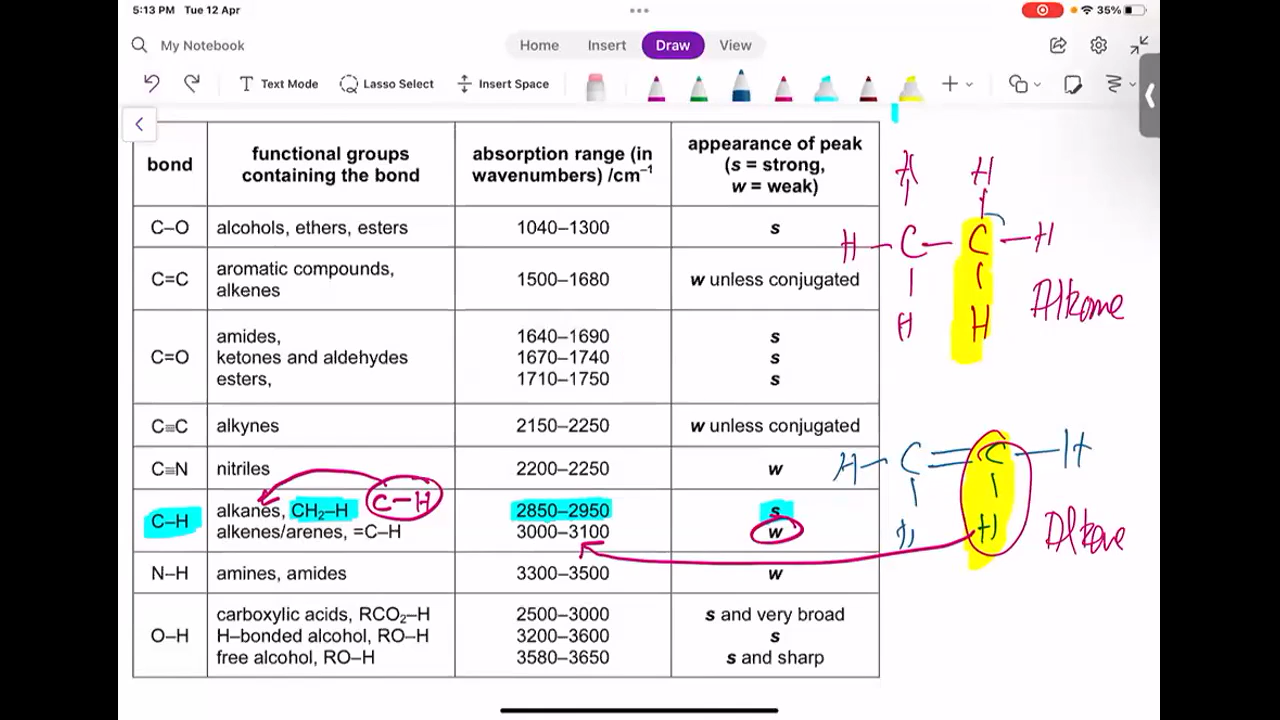 5:13 PM Tue 12 Apr
35%
My Notebook
Home Insert Draw View
Text Mode Lasso Select Insert Space
bond
functional groups containing the bond
absorption range (in wavenumbers) /cm⁻¹
appearance of peak (s = strong, w = weak)
C–O alcohols, ethers, esters 1040–1300 s
C=C aromatic compounds, alkenes 1500–1680 w unless conjugated
C=O amides, 1640–1690 s
ketones and aldehydes 1670–1740 s
esters, 1710–1750 s
C≡C alkynes 2150–2250 w unless conjugated
C≡N nitriles 2200–2250 w
C–H alkanes, CH₂–H C–H 2850–2950 s
alkenes/arenes, =C–H 3000–3100 w
N–H amines, amides 3300–3500 w
O–H carboxylic acids, RCO₂–H 2500–3000 s and very broad
H–bonded alcohol, RO–H 3200–3600 s
free alcohol, RO–H 3580–3650 s and sharp
H H
H–C–C–H
H H
H–C=C–H
H H